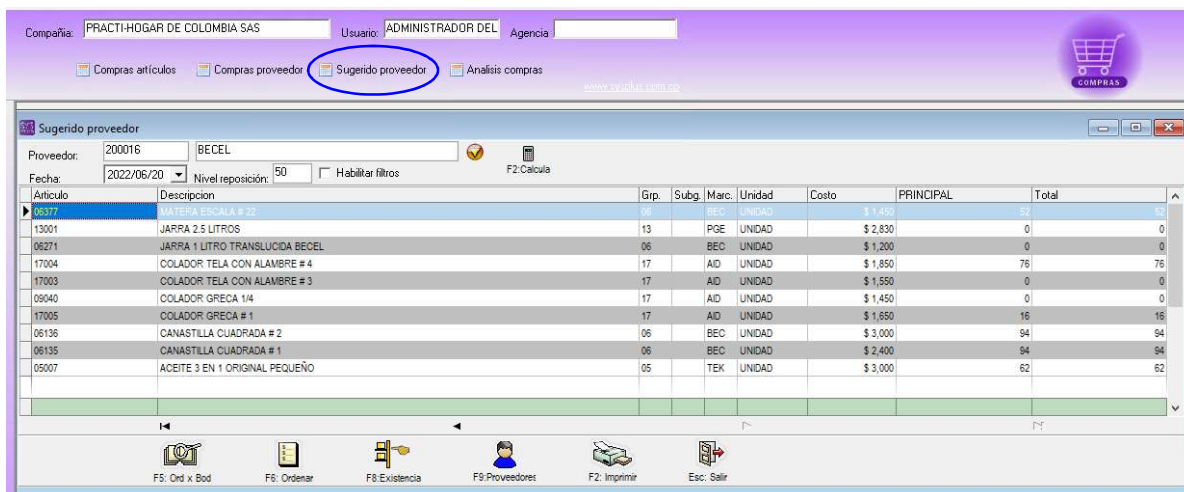 Compañia: PRACTI-HOGAR DE COLOMBIA SAS Usuario: ADMINISTRADOR DEL Agencia
Compras artículos Compras proveedor Sugerido proveedor Analisis compras
COMPRAS
Sugerido proveedor
Proveedor: 200016 BECEL
F2:Calcula
Fecha: 2022/06/20 Nivel reposición: 50 Habilitar filtros
Articulo Descripcion Grp. Subg. Marc. Unidad Costo PRINCIPAL Total
06377 MATERA ESCALA # 22 06 BEC UNIDAD $ 1,450 52 52
13001 JARRA 2.5 LITROS 13 PGE UNIDAD $ 2,830 0 0
06271 JARRA 1 LITRO TRANSLUCIDA BECEL 06 BEC UNIDAD $ 1,200 0 0
17004 COLADOR TELA CON ALAMBRE # 4 17 AID UNIDAD $ 1,850 76 76
17003 COLADOR TELA CON ALAMBRE # 3 17 AID UNIDAD $ 1,550 0 0
09040 COLADOR GRECA 1/4 17 AID UNIDAD $ 1,450 0 0
17005 COLADOR GRECA # 1 17 AID UNIDAD $ 1,650 16 16
06136 CANASTILLA CUADRADA # 2 06 BEC UNIDAD $ 3,000 94 94
06135 CANASTILLA CUADRADA # 1 06 BEC UNIDAD $ 2,400 94 94
05007 ACEITE 3 EN 1 ORIGINAL PEQUEÑO 05 TEK UNIDAD $ 3,000 62 62
F5: Ord x Bod F6: Ordenar F8:Existencia F9:Proveedores F2: Imprimir Esc: Salir